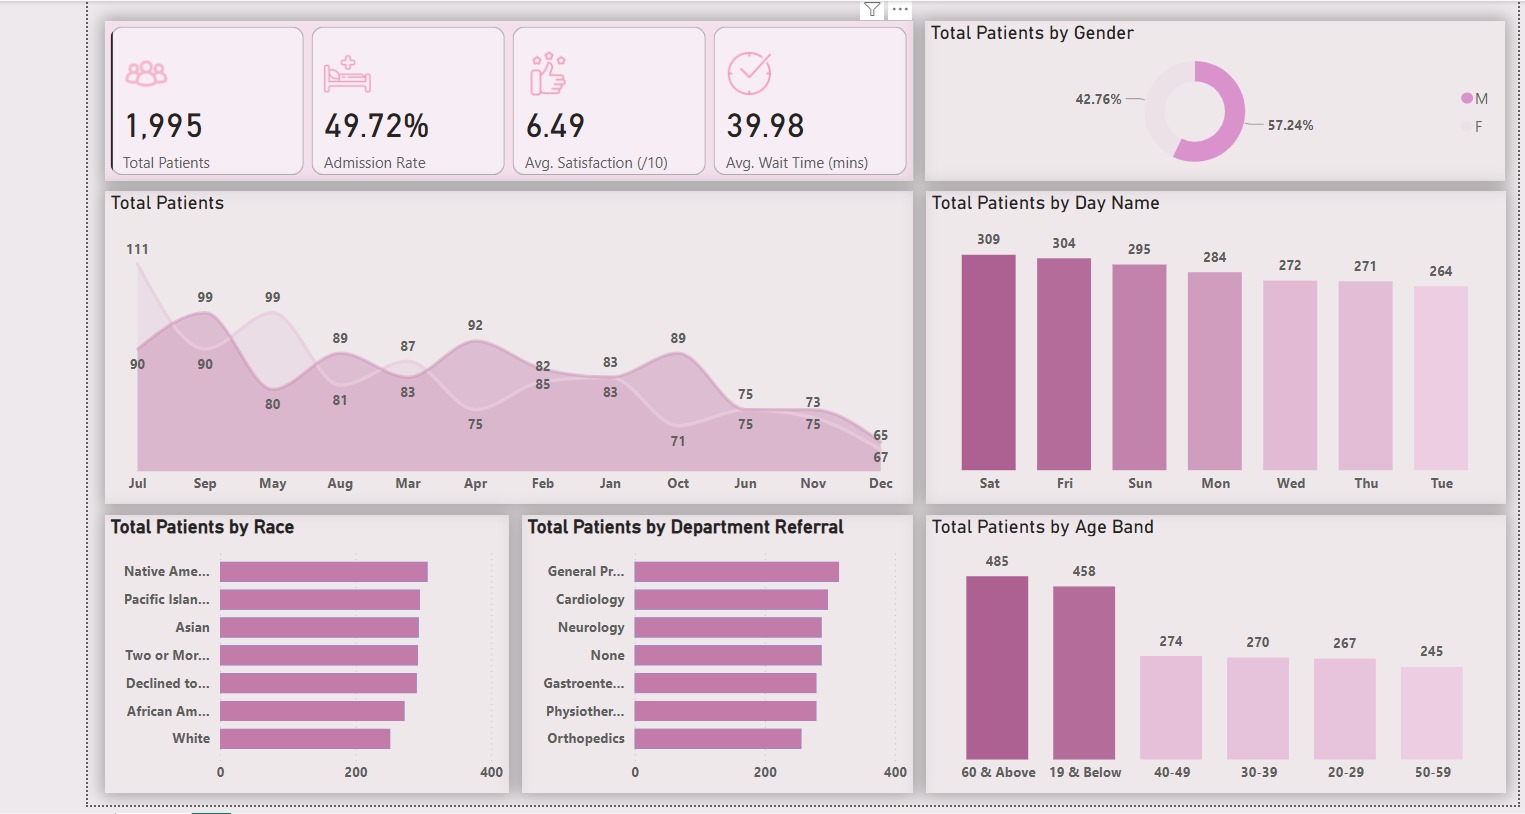 1,995
Total Patients
49.72%
Admission Rate
6.49
Avg. Satisfaction (/10)
39.98
Avg. Wait Time (mins)
Total Patients by Gender
42.76%
57.24%
M
F
Total Patients
111
99
99
89
87
92
82
83
89
75
73
65
90
90
80
81
83
75
85
83
71
75
75
67
Jul Sep May Aug Mar Apr Feb Jan Oct Jun Nov Dec
Total Patients by Day Name
309 304 295 284 272 271 264
Sat Fri Sun Mon Wed Thu Tue
Total Patients by Race
Native Ame...
Pacific Islan...
Asian
Two or Mor...
Declined to...
African Am...
White
0 200 400
Total Patients by Department Referral
General Pr...
Cardiology
Neurology
None
Gastroente...
Physiother...
Orthopedics
0 200 400
Total Patients by Age Band
485 458 274 270 267 245
60 & Above 19 & Below 40-49 30-39 20-29 50-59